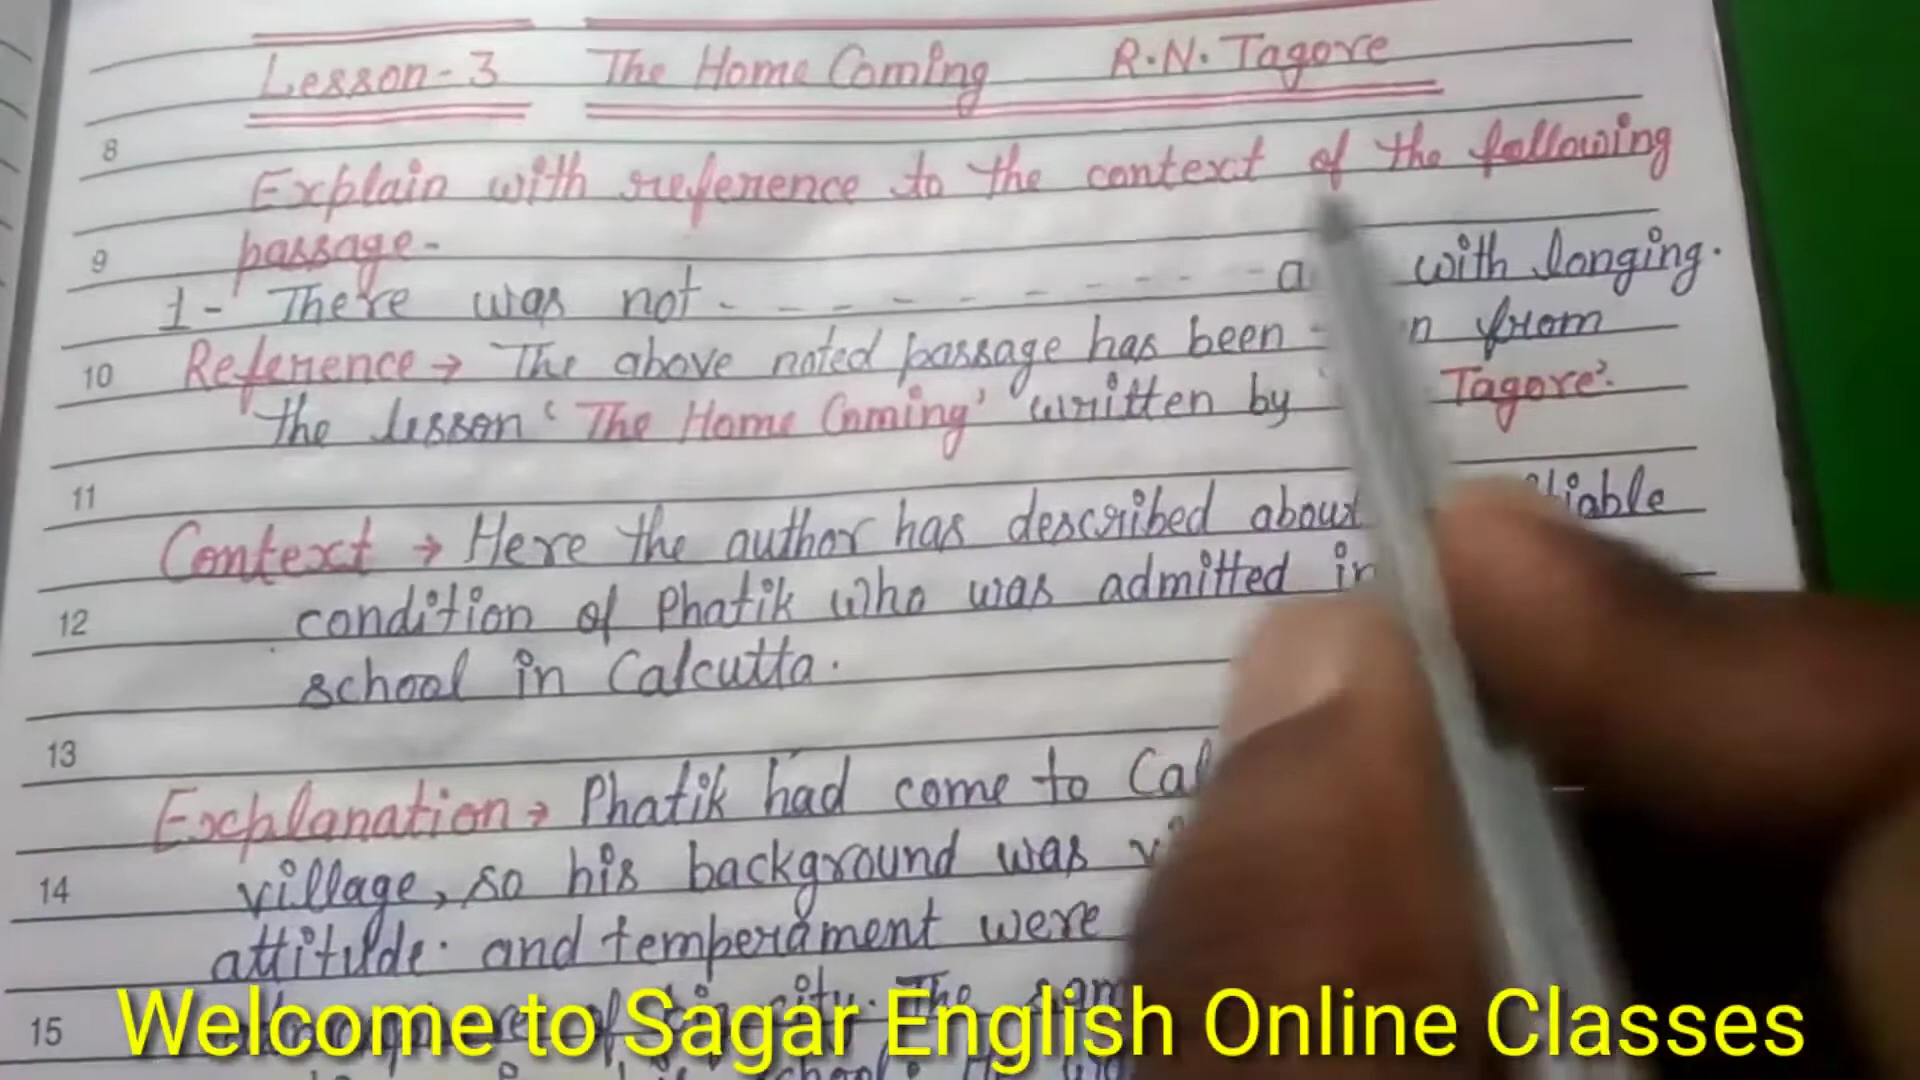 Lesson-3 The Home Coming R.N. Tagore
8
Explain with reference to the context of the following
9
passage-
1- There was not - - - - - - - - - with longing.
10
Reference → The above noted passage has been from
the lesson 'The Home Coming' written by Tagore'.
11
Context → Here the author has described about
12
condition of Phatik who was admitted in
school in Calcutta.
13
Explanation → Phatik had come to
14
village, so his background was
attitude. and temperament were
15
city. The
Welcome to Sagar English Online Classes